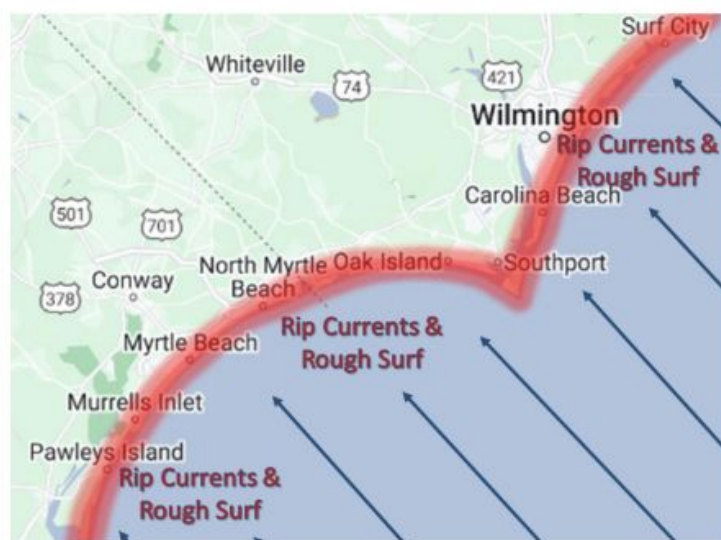 Surf City
Whiteville
421
74
Wilmington
Rip Currents &
Rough Surf
Carolina Beach
501
701
North Myrtle
Beach
Oak Island
Southport
Conway
378
Rip Currents &
Rough Surf
Myrtle Beach
Murrells Inlet
Pawleys Island
Rip Currents &
Rough Surf